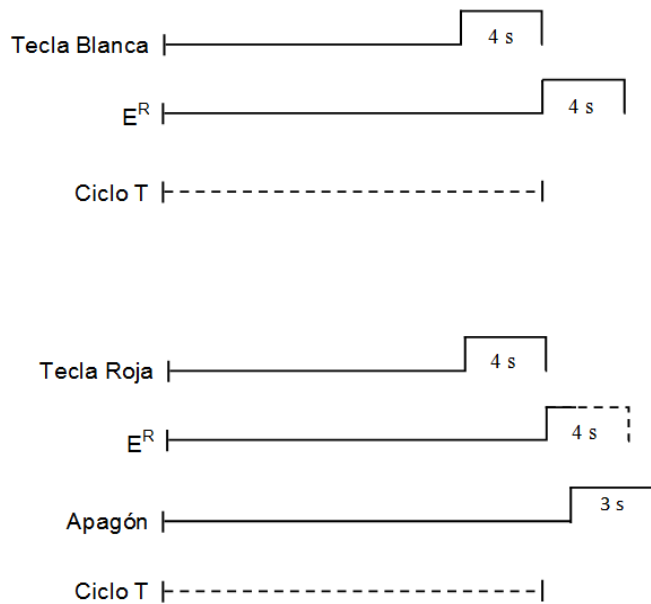 Tecla Blanca 4 s
E^R 4 s
Ciclo T
Tecla Roja 4 s
E^R 4 s
Apagón 3 s
Ciclo T